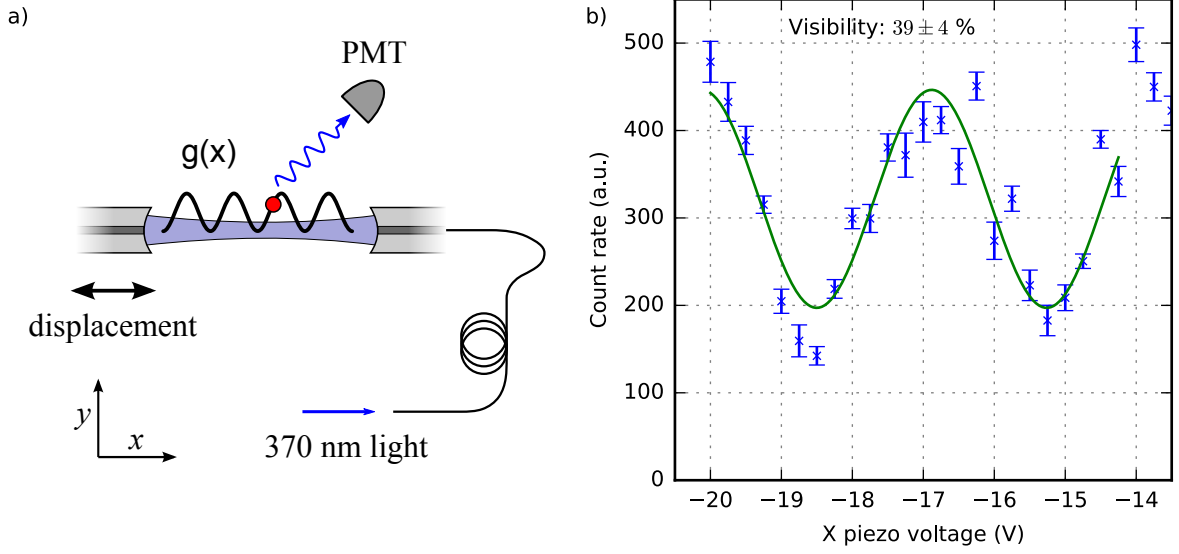 a)
PMT
g(x)
displacement
y
x
370 nm light
b)
Visibility: 39 ± 4 %
Count rate (a.u.)
500
400
300
200
100
0
−20 −19 −18 −17 −16 −15 −14
X piezo voltage (V)